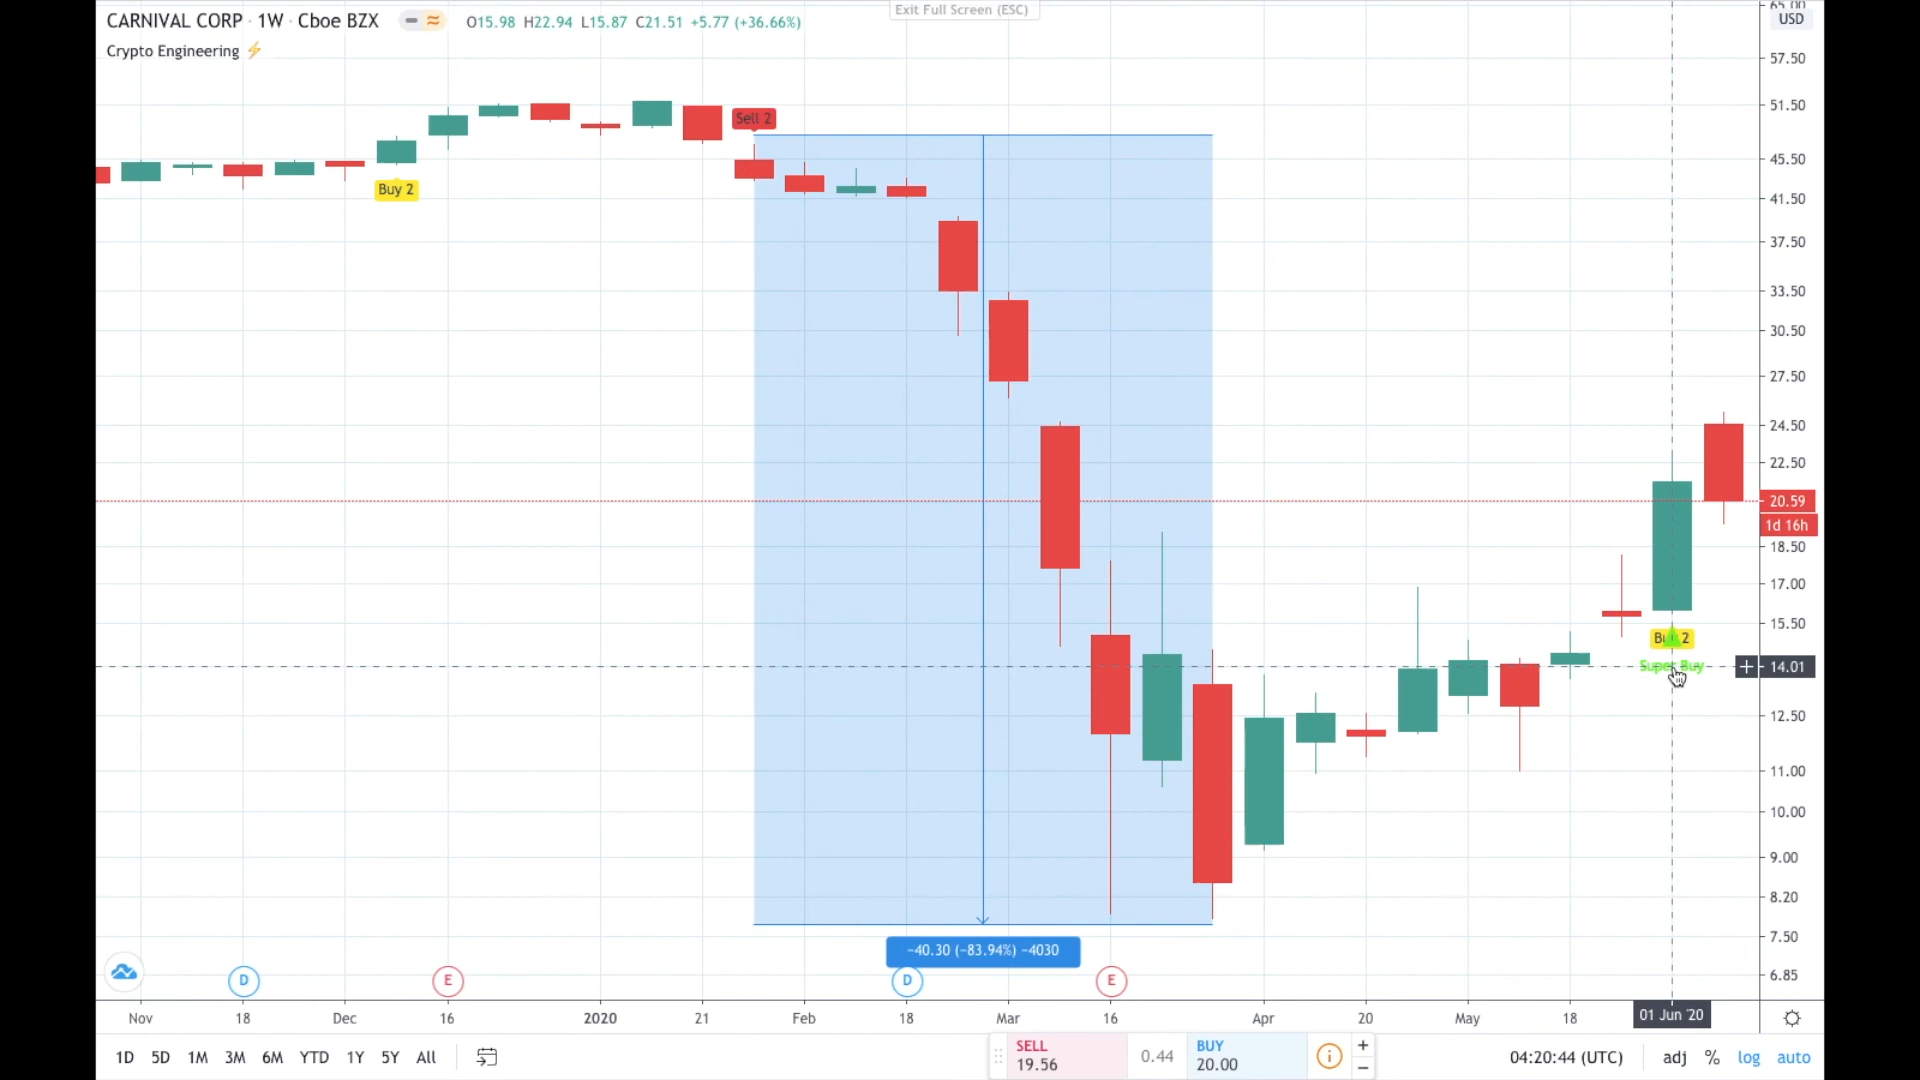 Exit Full Screen (ESC)
CARNIVAL CORP · 1W · Cboe BZX O15.98 H22.94 L15.87 C21.51 +5.77 (+36.66%)
Crypto Engineering ⚡
65.00
USD
57.50
51.50
45.50
41.50
37.50
33.50
30.50
27.50
24.50
22.50
20.59
1d 16h
18.50
17.00
15.50
14.01
12.50
11.00
10.00
9.00
8.20
7.50
6.85
Sell 2
Buy 2
Buy 2
Super Buy
−40.30 (−83.94%) −4030
D E D E
Nov 18 Dec 16 2020 21 Feb 18 Mar 16 Apr 20 May 18 01 Jun '20
1D 5D 1M 3M 6M YTD 1Y 5Y All
SELL
19.56
0.44
BUY
20.00
04:20:44 (UTC) adj % log auto